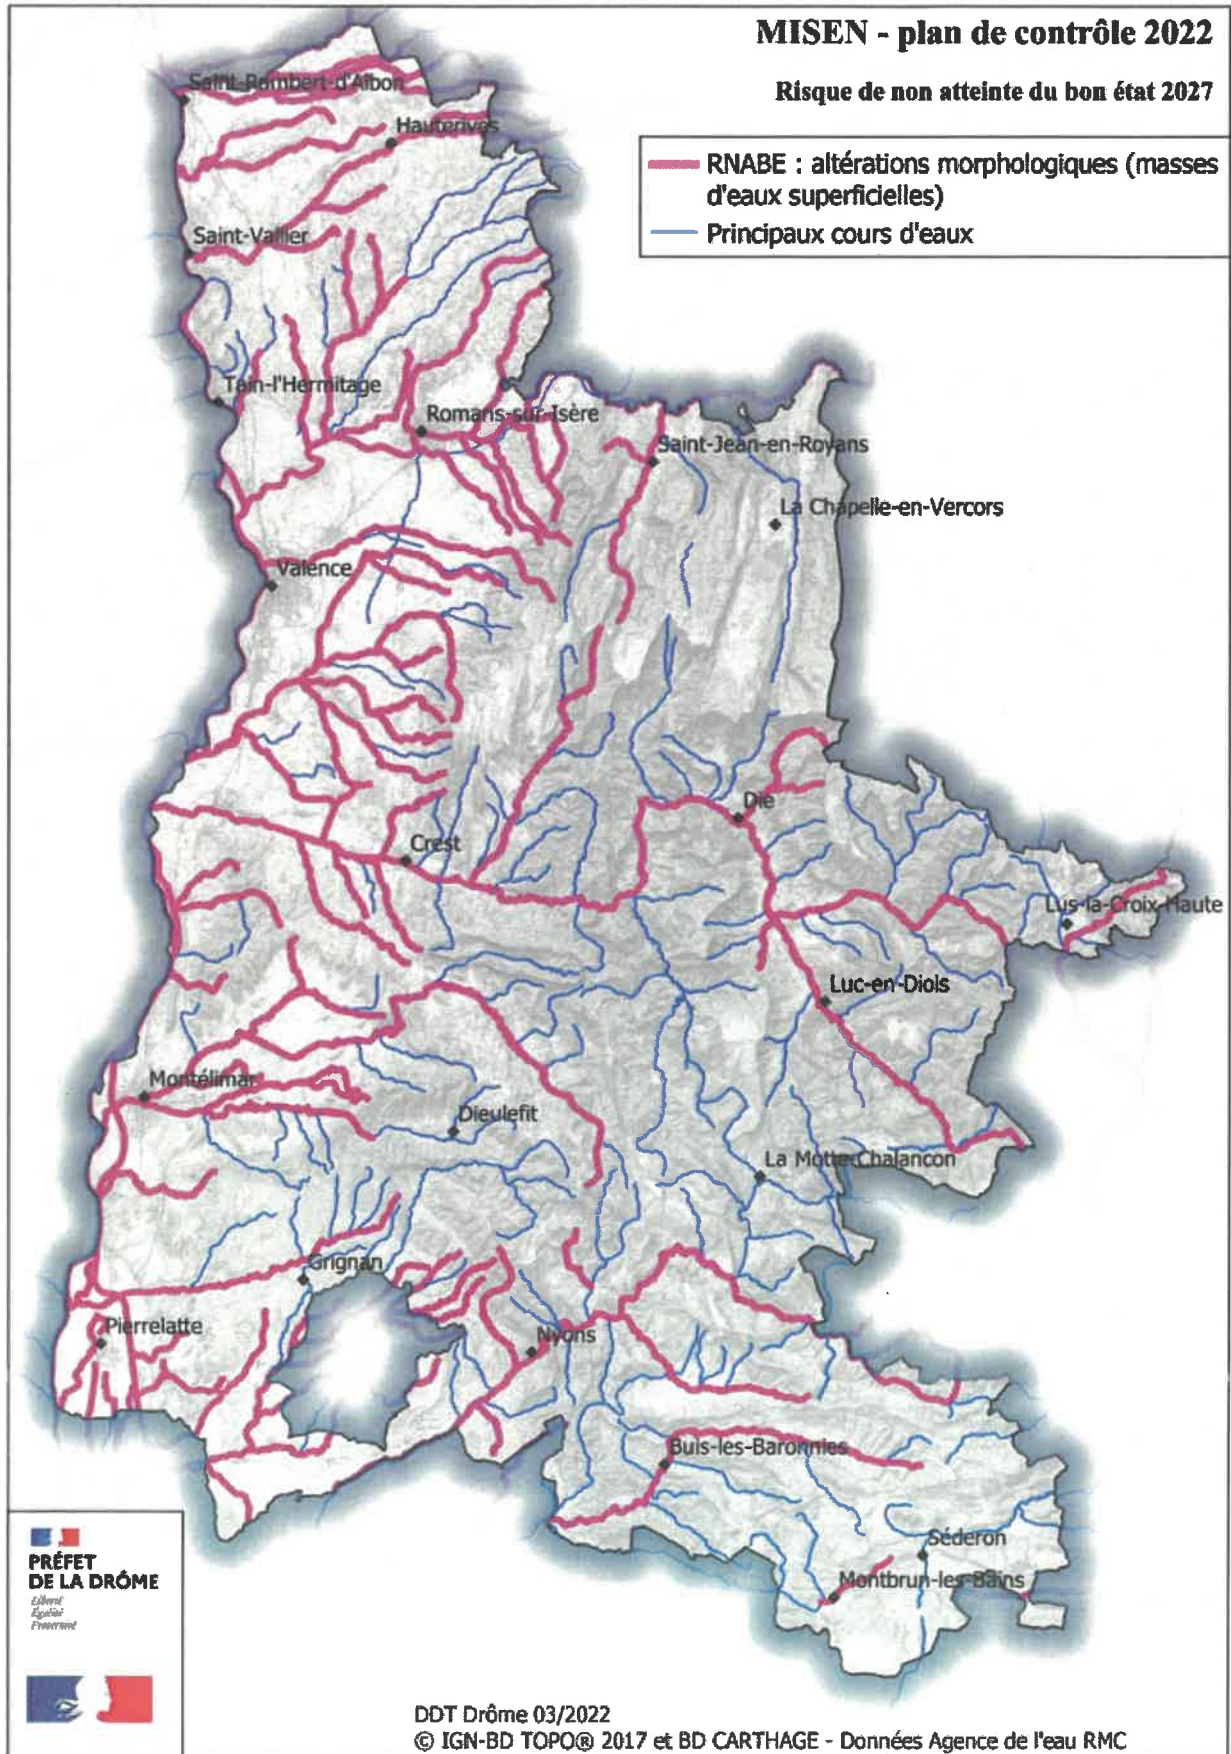 MISEN - plan de contrôle 2022
Risque de non atteinte du bon état 2027
RNABE : altérations morphologiques (masses
d'eaux superficielles)
Principaux cours d'eaux
Saint-Rambert-d'Albon
Hauterives
Saint-Vallier
Tain-l'Hermitage
Romans-sur-Isère
Saint-Jean-en-Royans
La Chapelle-en-Vercors
Valence
Die
Crest
Lus-la-Croix-Haute
Luc-en-Diois
Montélimar
Dieulefit
La Motte-Chalancon
Grignan
Pierrelatte
Nyons
Buis-les-Baronnies
Séderon
Montbrun-les-Bains
PRÉFET
DE LA DRÔME
Liberté
Égalité
Fraternité
DDT Drôme 03/2022
© IGN-BD TOPO® 2017 et BD CARTHAGE - Données Agence de l'eau RMC